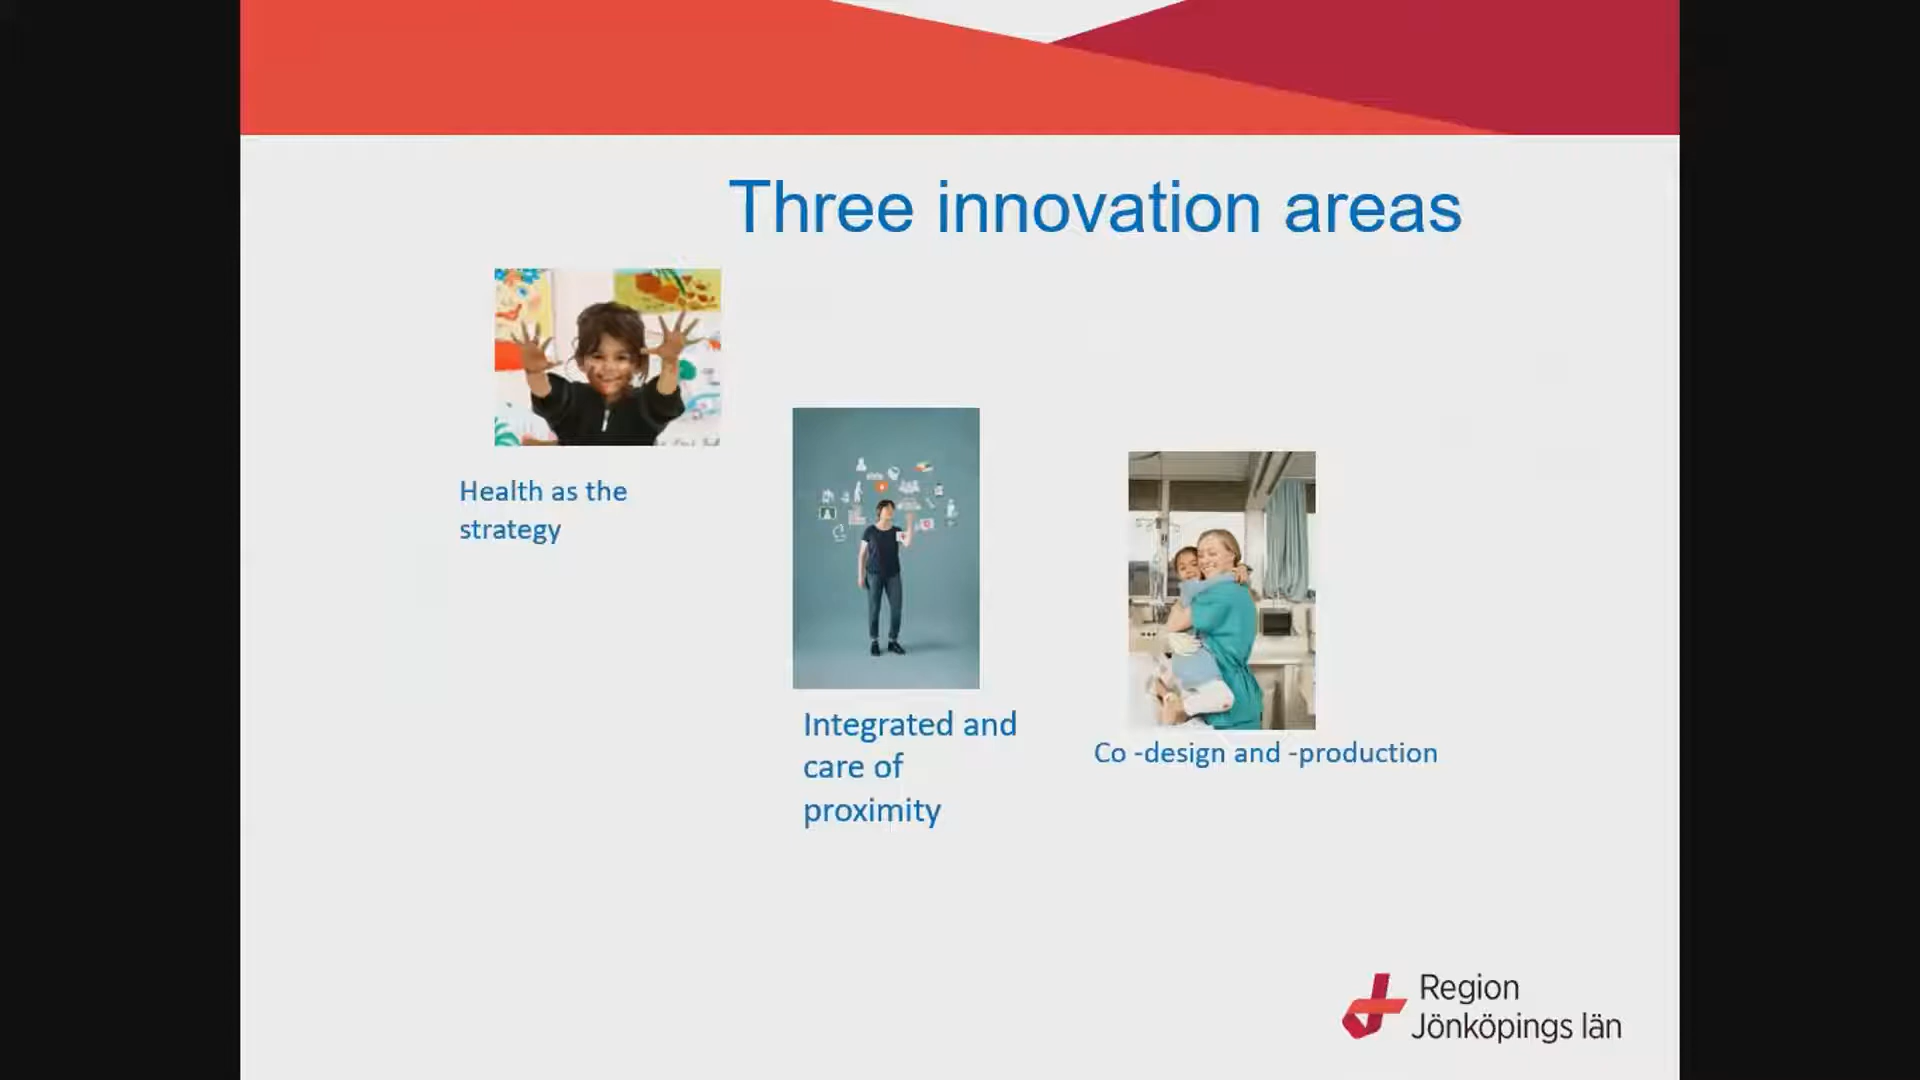 Three innovation areas
Health as the
strategy
Integrated and
care of
proximity
Co -design and -production
Region
Jönköpings län